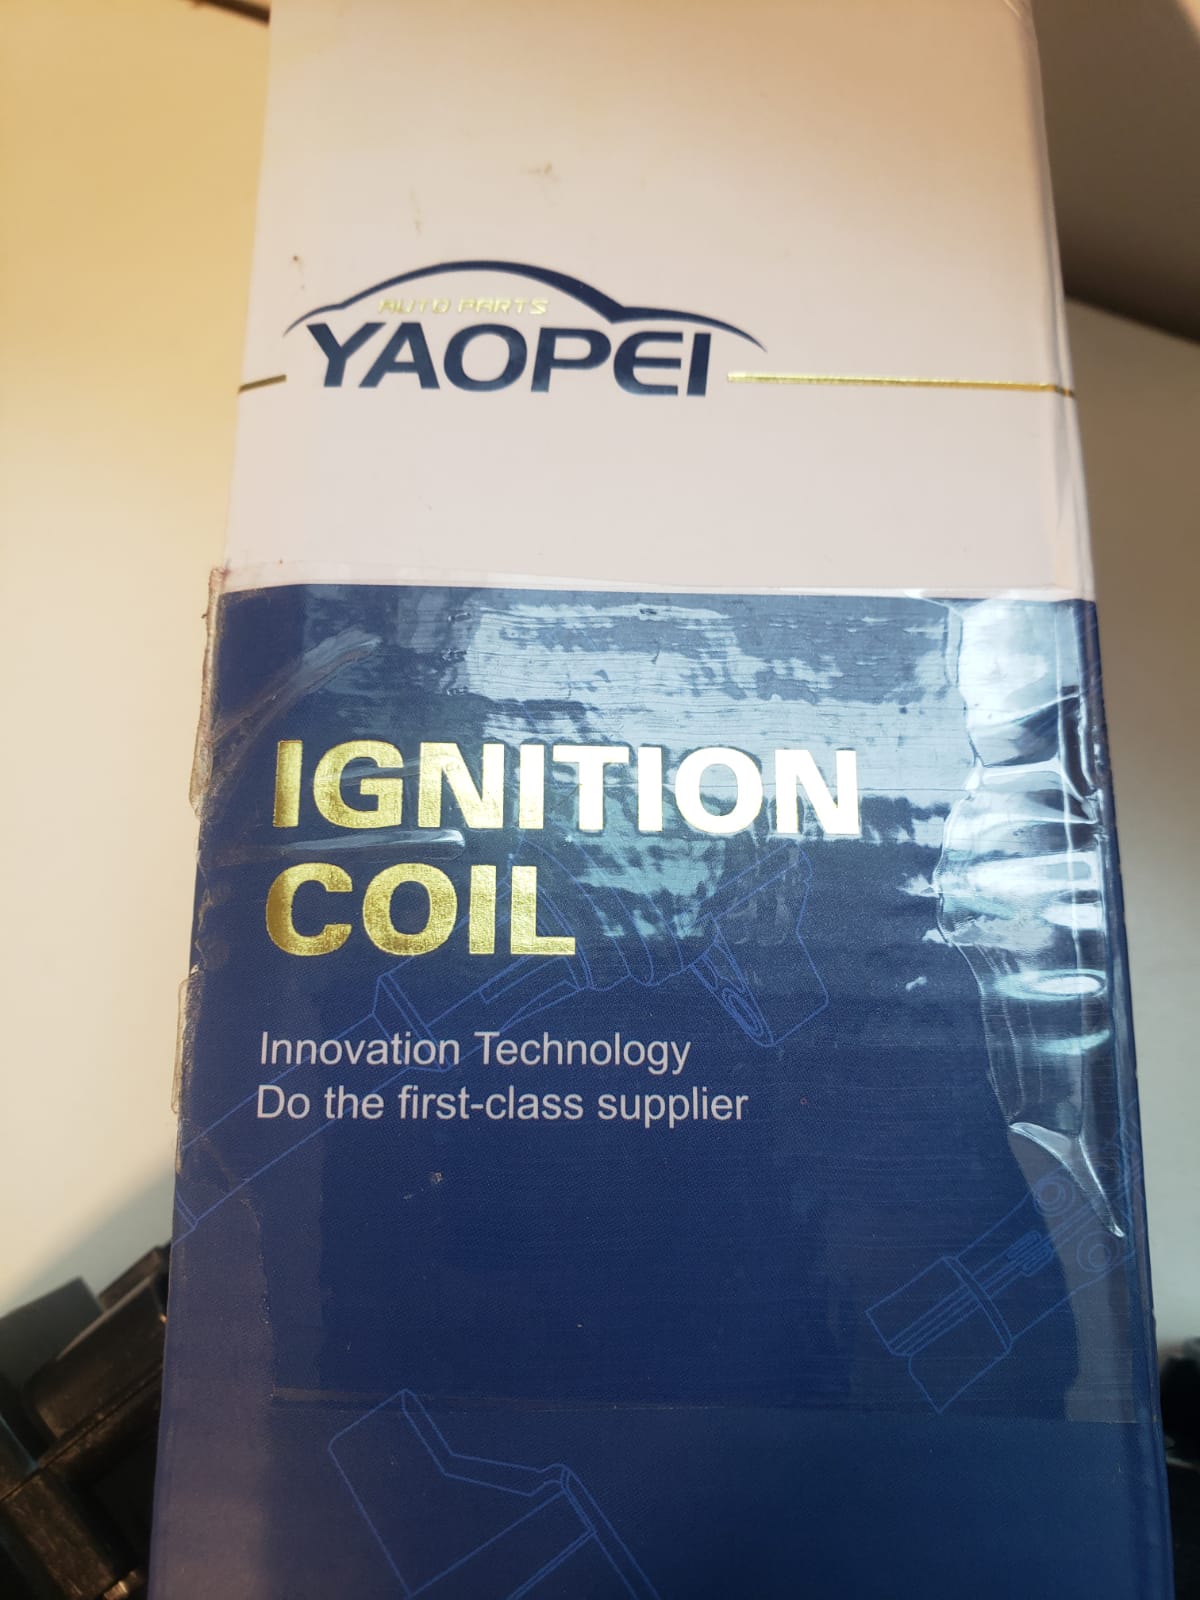 AUTO PARTS
YAOPEI
IGNITION
COIL
Innovation Technology
Do the first-class supplier